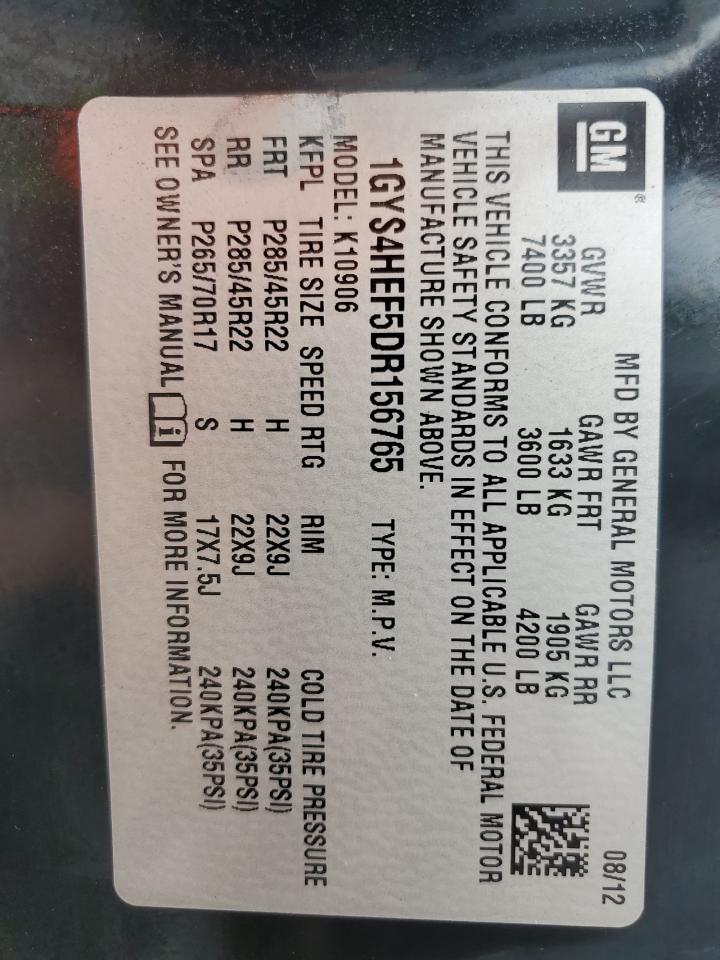 GM®
MFD BY GENERAL MOTORS LLC 08/12
GVWR GAWR FRT GAWR RR
3357 KG 1633 KG 1905 KG
7400 LB 3600 LB 4200 LB
THIS VEHICLE CONFORMS TO ALL APPLICABLE U.S. FEDERAL MOTOR
VEHICLE SAFETY STANDARDS IN EFFECT ON THE DATE OF
MANUFACTURE SHOWN ABOVE.
1GYS4HEF5DR156765 TYPE: M.P.V.
MODEL: K10906
KFPL TIRE SIZE SPEED RTG RIM COLD TIRE PRESSURE
FRT P285/45R22 H 22X9J 240KPA(35PSI)
RR P285/45R22 H 22X9J 240KPA(35PSI)
SPA P265/70R17 S 17X7.5J 240KPA(35PSI)
SEE OWNER'S MANUAL i FOR MORE INFORMATION.